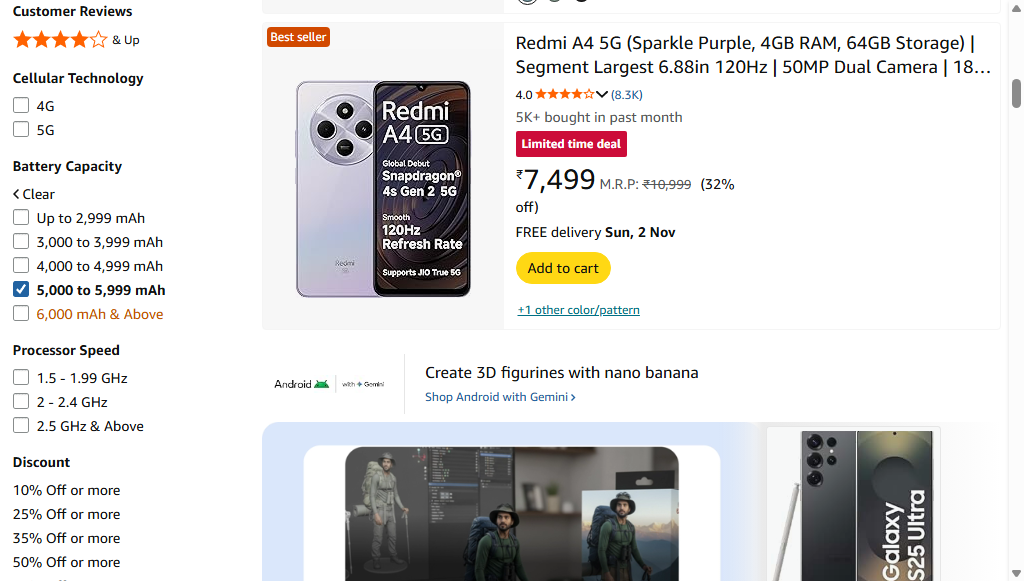 Customer Reviews
& Up
Cellular Technology
4G
5G
Battery Capacity
Clear
Up to 2,999 mAh
3,000 to 3,999 mAh
4,000 to 4,999 mAh
5,000 to 5,999 mAh
6,000 mAh & Above
Processor Speed
1.5 - 1.99 GHz
2 - 2.4 GHz
2.5 GHz & Above
Discount
10% Off or more
25% Off or more
35% Off or more
50% Off or more
Best seller
Redmi
A4 5G
Global Debut
Snapdragon®
4s Gen 2 5G
Smooth
120Hz
Refresh Rate
Supports JIO True 5G
Redmi
Redmi A4 5G (Sparkle Purple, 4GB RAM, 64GB Storage) |
Segment Largest 6.88in 120Hz | 50MP Dual Camera | 18…
4.0 (8.3K)
5K+ bought in past month
Limited time deal
₹7,499 M.R.P: ₹10,999 (32%
off)
FREE delivery Sun, 2 Nov
Add to cart
+1 other color/pattern
Android with Gemini
Create 3D figurines with nano banana
Shop Android with Gemini
Galaxy
S25 Ultra